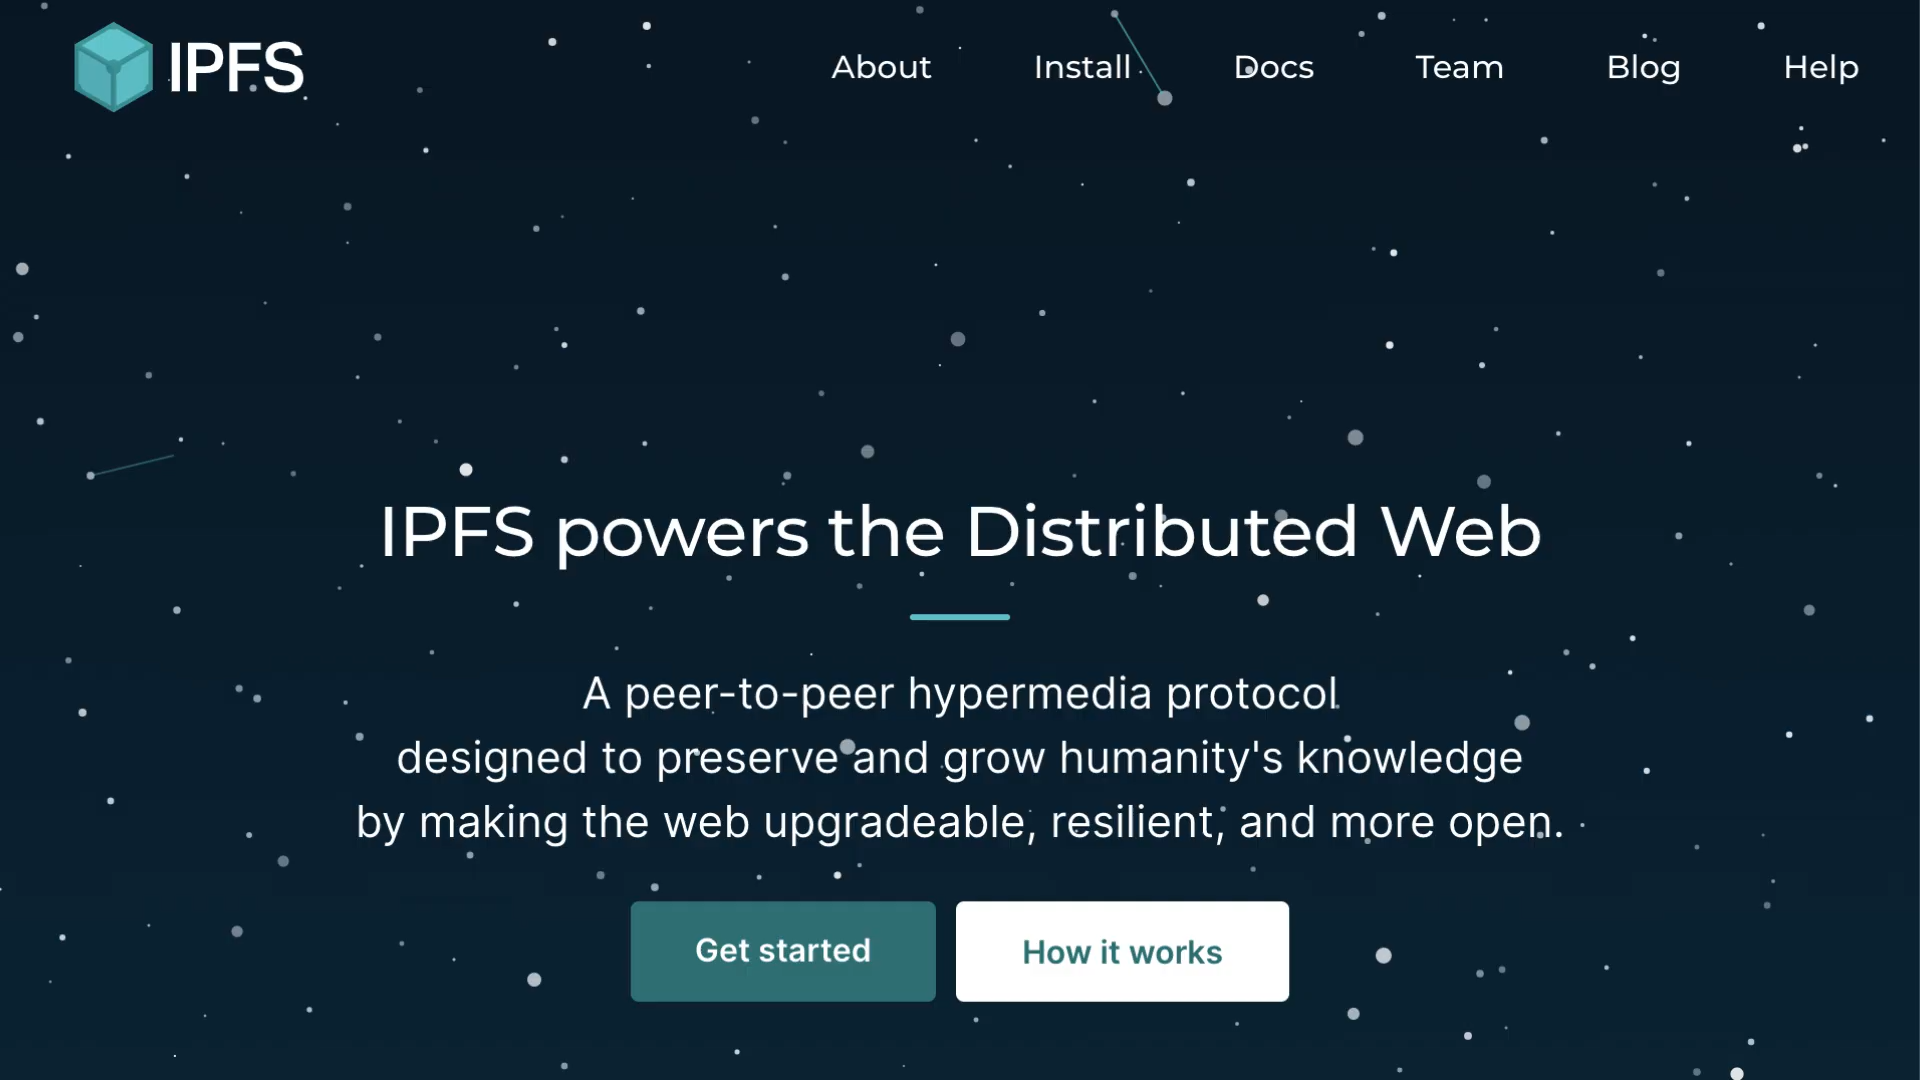 IPFS
About
Install
Docs
Team
Blog
Help
IPFS powers the Distributed Web
A peer-to-peer hypermedia protocol
designed to preserve and grow humanity's knowledge
by making the web upgradeable, resilient, and more open.
Get started
How it works